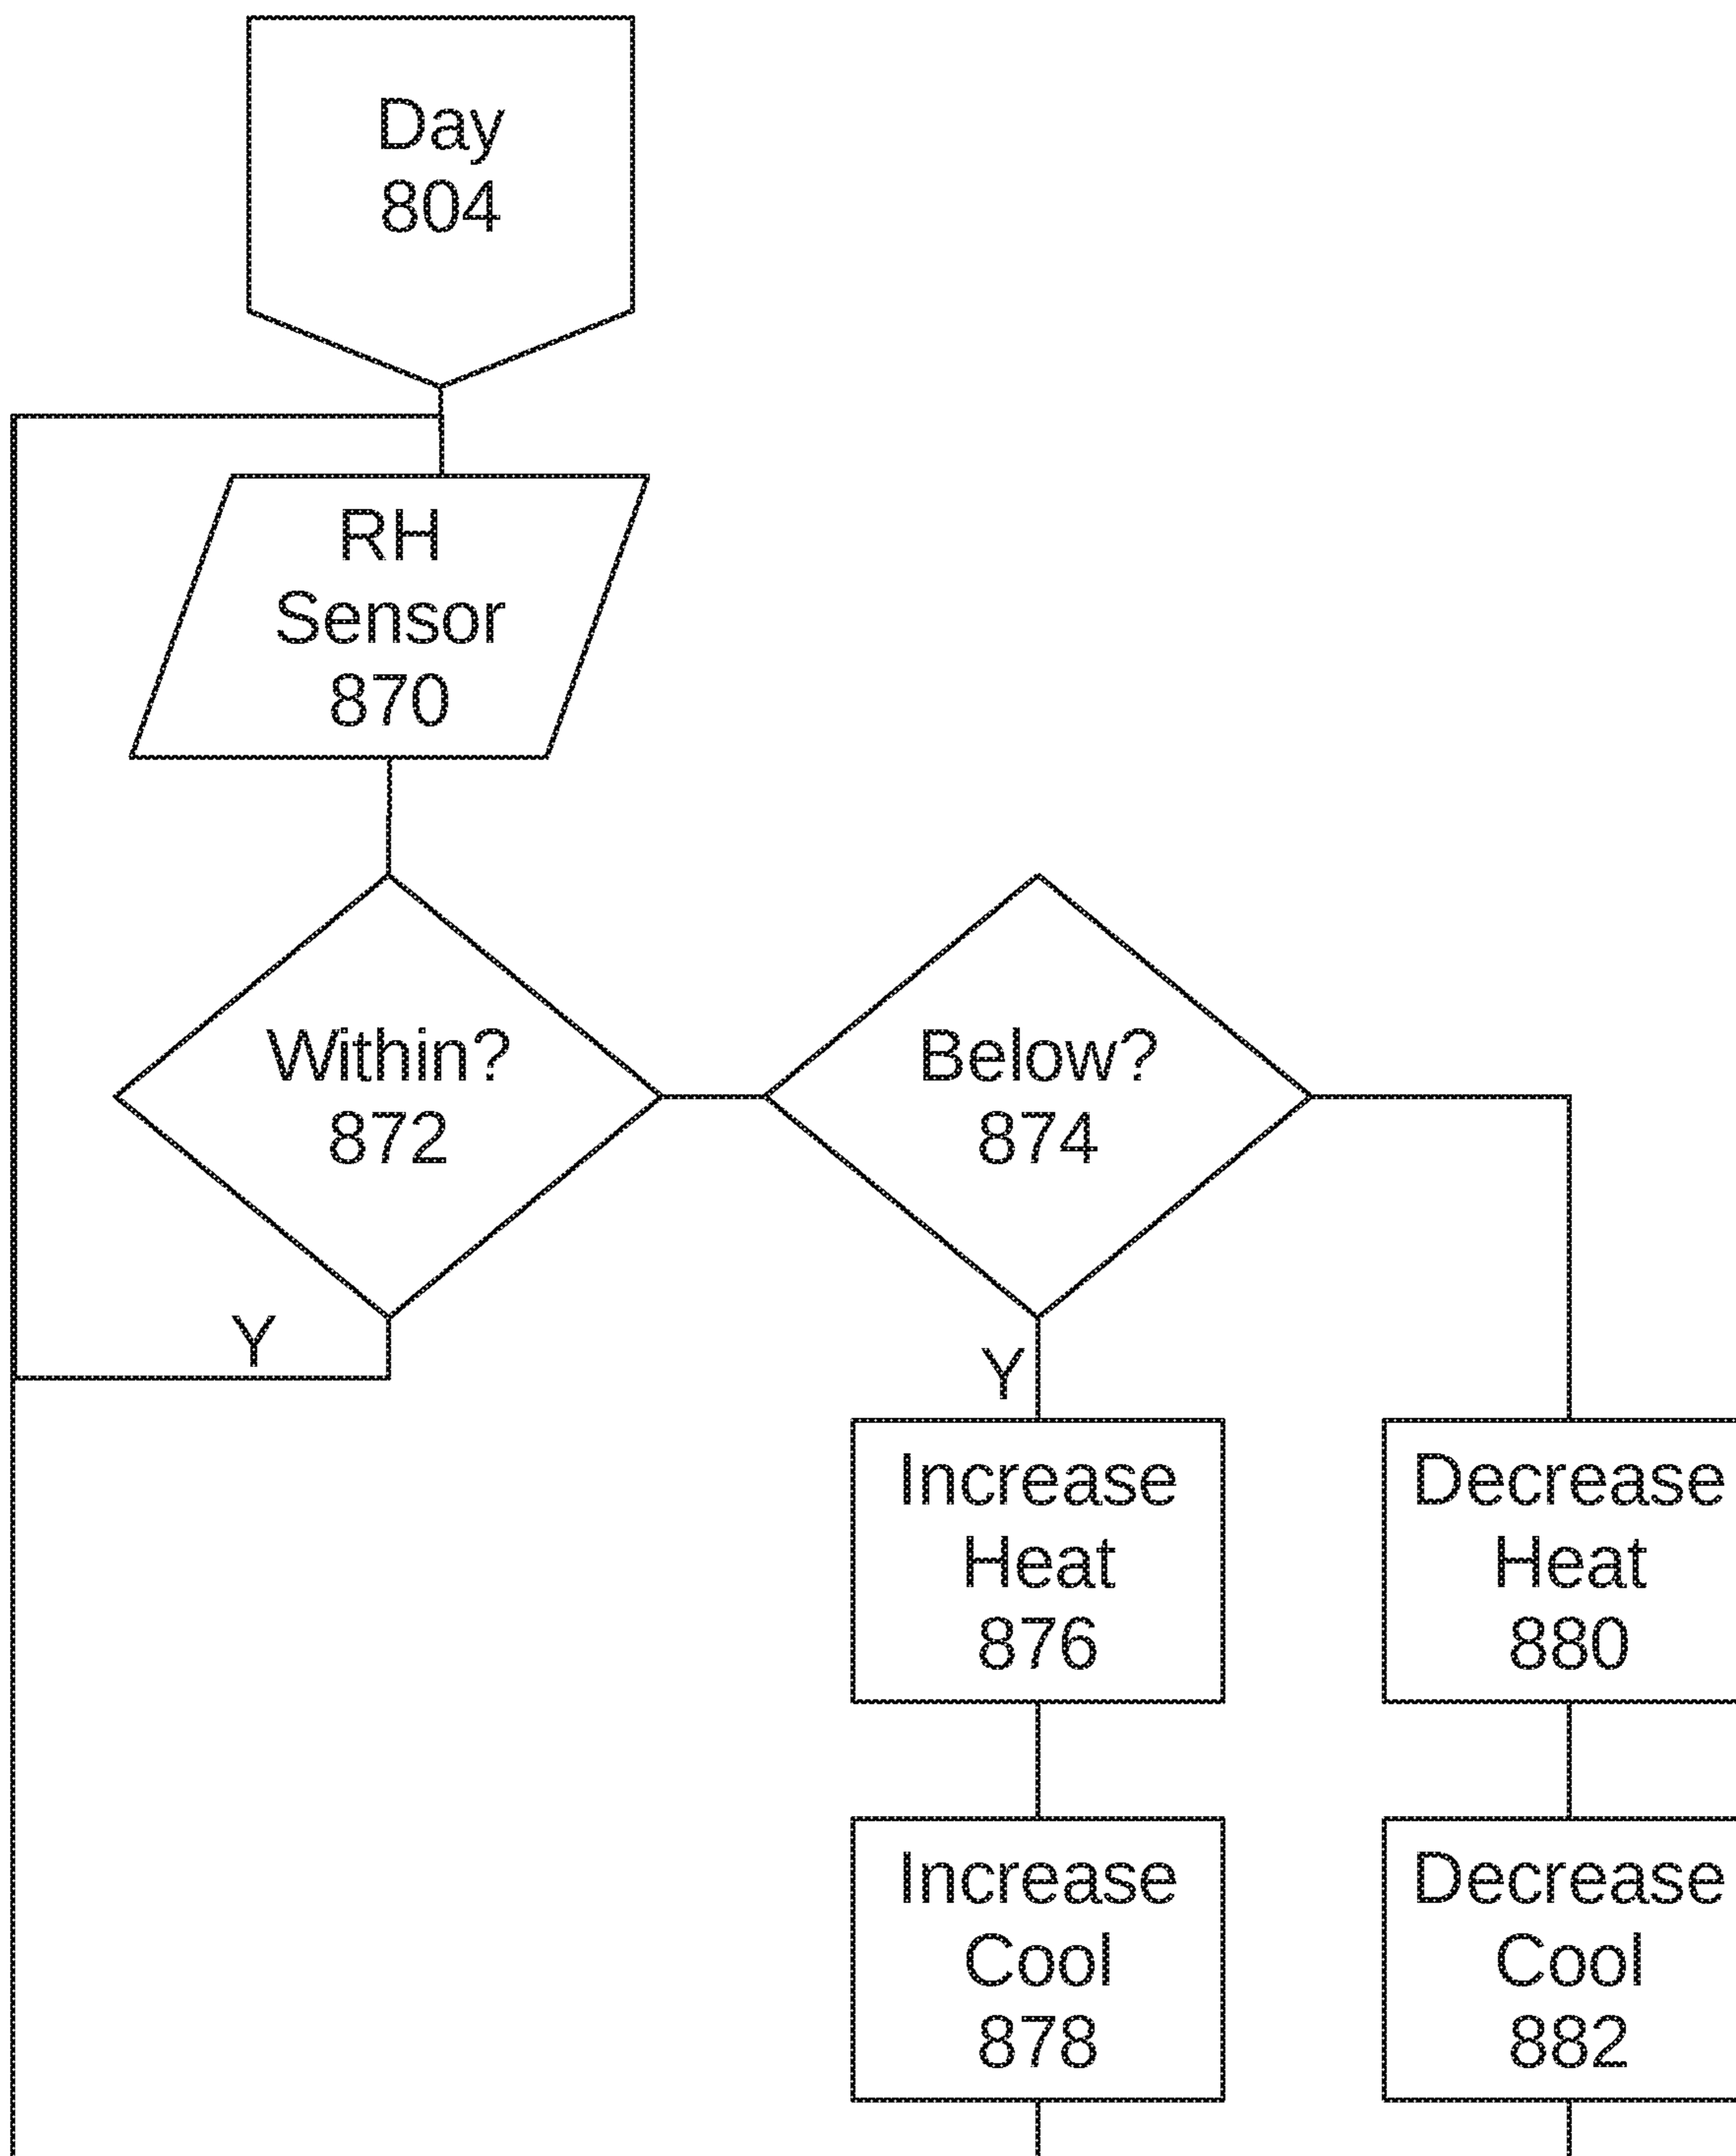 Day
804
RH
Sensor
870
Within?
872
Below?
874
Y
Y
Increase
Heat
876
Decrease
Heat
880
Increase
Cool
878
Decrease
Cool
882